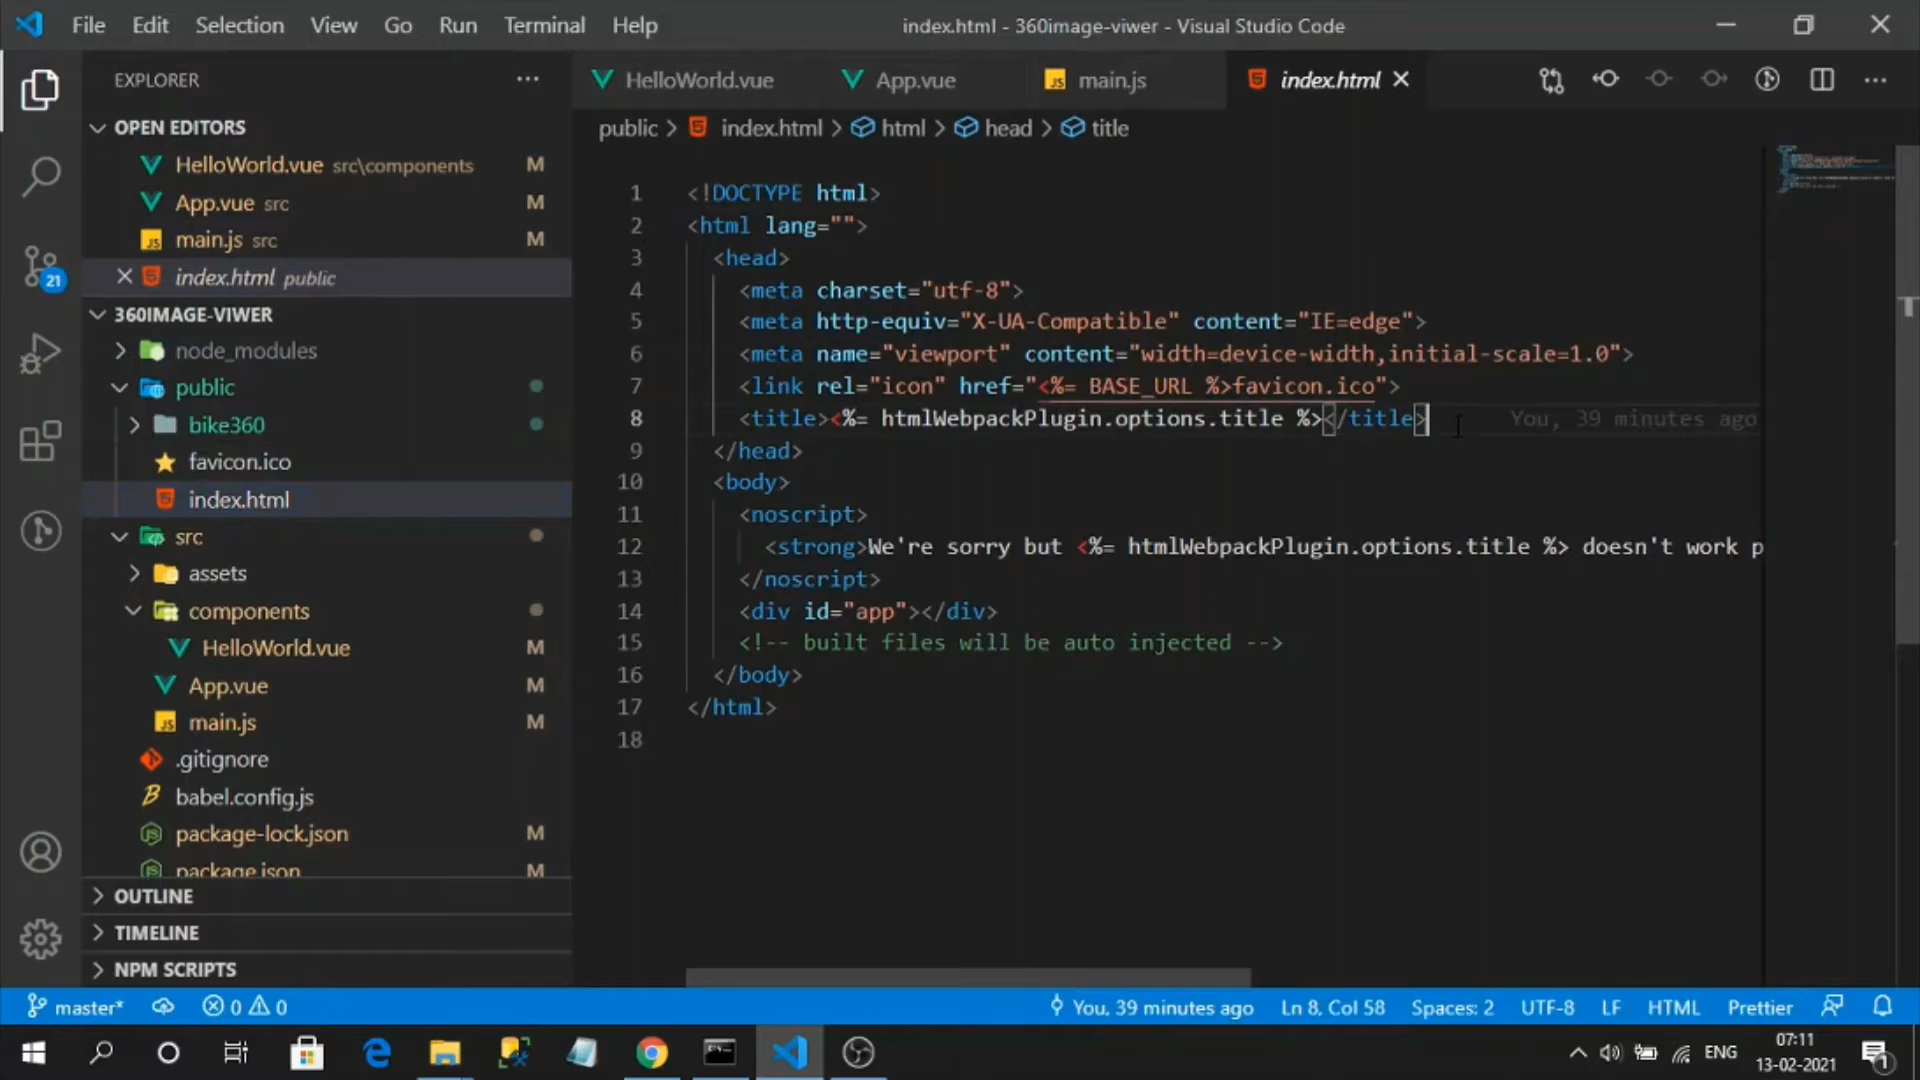 File Edit Selection View Go Run Terminal Help
index.html - 360image-viwer - Visual Studio Code
EXPLORER
OPEN EDITORS
HelloWorld.vue src\components M
App.vue src M
main.js src M
index.html public
360IMAGE-VIWER
node_modules
public
bike360
favicon.ico
index.html
src
assets
components
HelloWorld.vue M
App.vue M
main.js M
.gitignore
babel.config.js
package-lock.json M
package.json M
OUTLINE
TIMELINE
NPM SCRIPTS
21
HelloWorld.vue App.vue main.js index.html
public > index.html > html > head > title
1 <!DOCTYPE html>
2 <html lang="">
3 <head>
4 <meta charset="utf-8">
5 <meta http-equiv="X-UA-Compatible" content="IE=edge">
6 <meta name="viewport" content="width=device-width,initial-scale=1.0">
7 <link rel="icon" href="<%= BASE_URL %>favicon.ico">
8 <title><%= htmlWebpackPlugin.options.title %></title> You, 39 minutes ago
9 </head>
10 <body>
11 <noscript>
12 <strong>We're sorry but <%= htmlWebpackPlugin.options.title %> doesn't work p
13 </noscript>
14 <div id="app"></div>
15 <!-- built files will be auto injected -->
16 </body>
17 </html>
18
master* 0 0 You, 39 minutes ago Ln 8, Col 58 Spaces: 2 UTF-8 LF HTML Prettier
ENG 07:11
13-02-2021
1